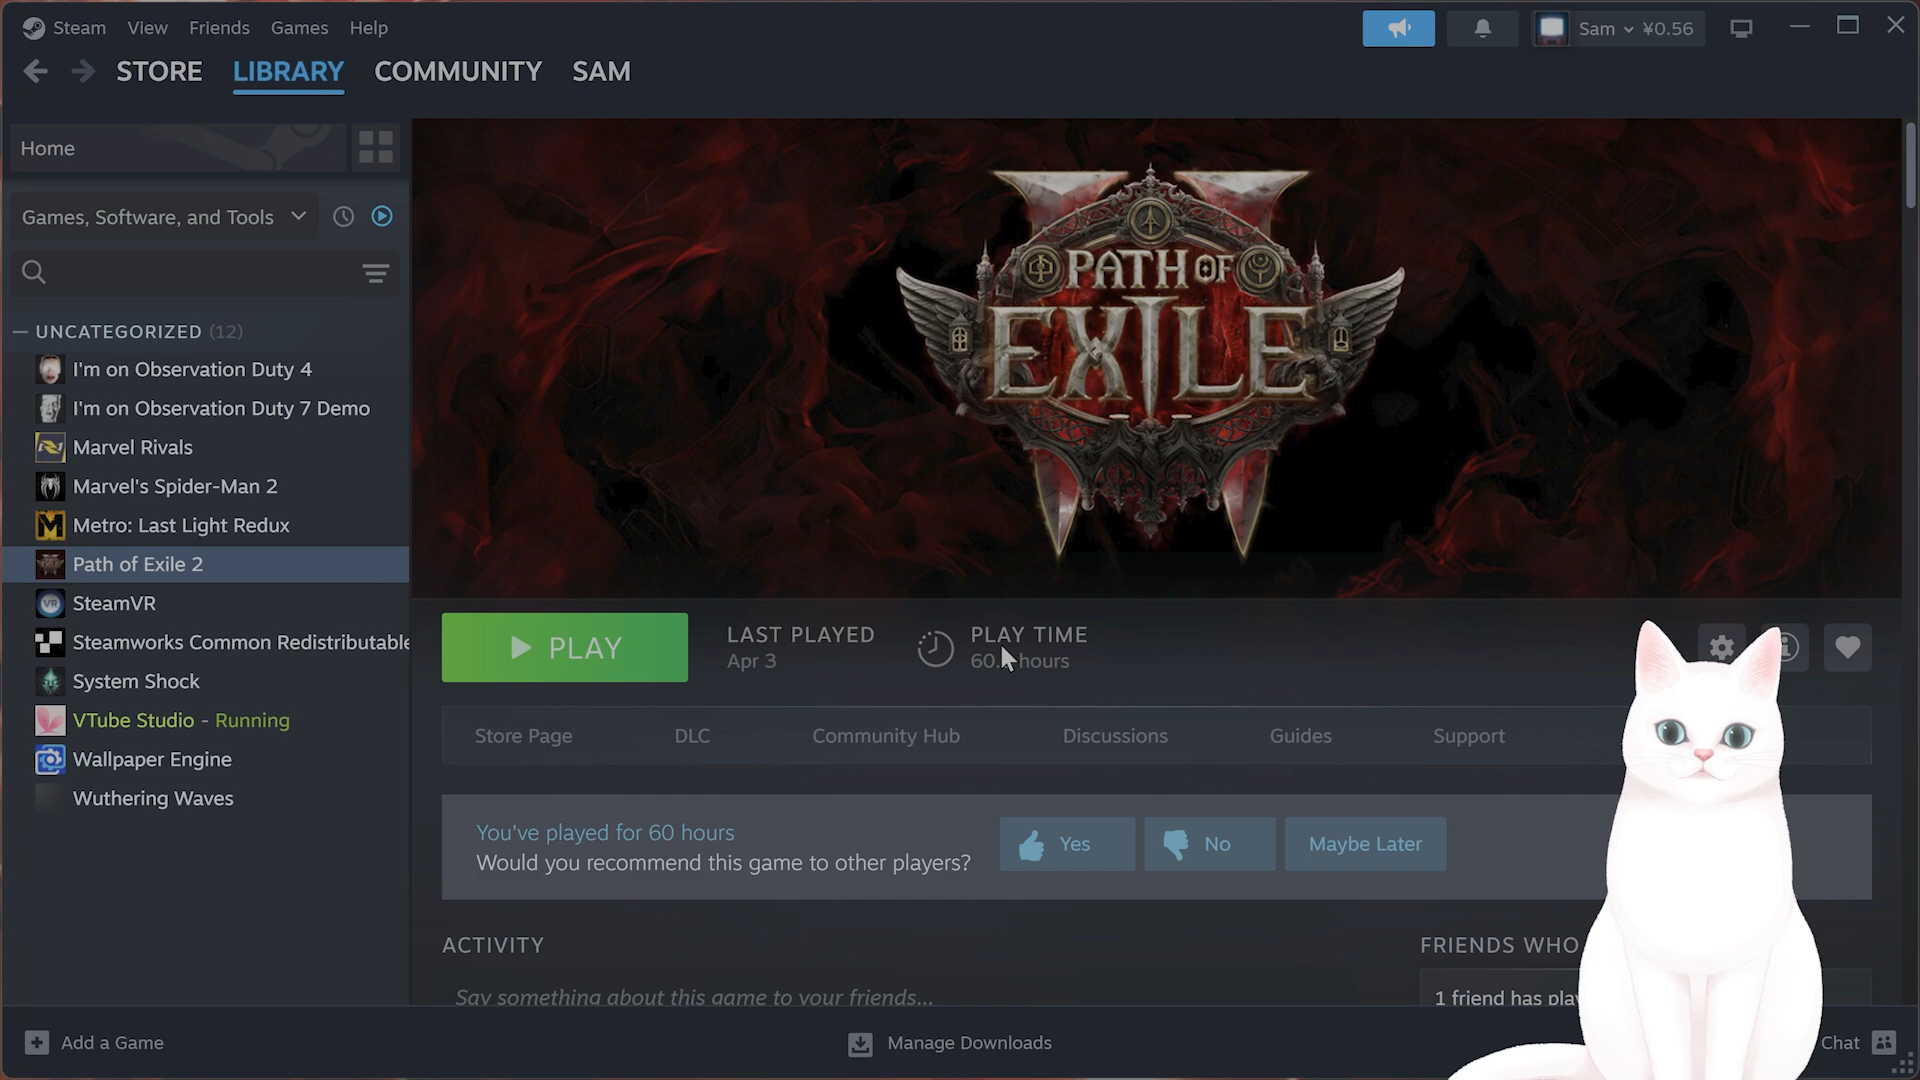 Steam View Friends Games Help
Sam ¥0.56
STORE LIBRARY COMMUNITY SAM
Home
Games, Software, and Tools
UNCATEGORIZED (12)
I'm on Observation Duty 4
I'm on Observation Duty 7 Demo
Marvel Rivals
Marvel's Spider-Man 2
Metro: Last Light Redux
Path of Exile 2
SteamVR
Steamworks Common Redistributable
System Shock
VTube Studio - Running
Wallpaper Engine
Wuthering Waves
PATH OF
EXILE
PLAY
LAST PLAYED
Apr 3
PLAY TIME
hours
Store Page DLC Community Hub Discussions Guides Support
You've played for 60 hours
Would you recommend this game to other players?
Yes No Maybe Later
ACTIVITY
Say something about this game to your friends...
FRIENDS WHO
1 friend has
Add a Game
Manage Downloads
Chat